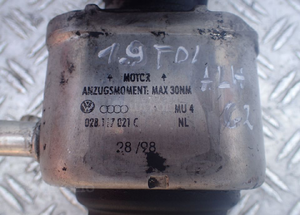 1.9 TDI
ALH
MOTOR
ANZUGSMOMENT: MAX 30NM
MU 4
028 117 021 C NL
28/98